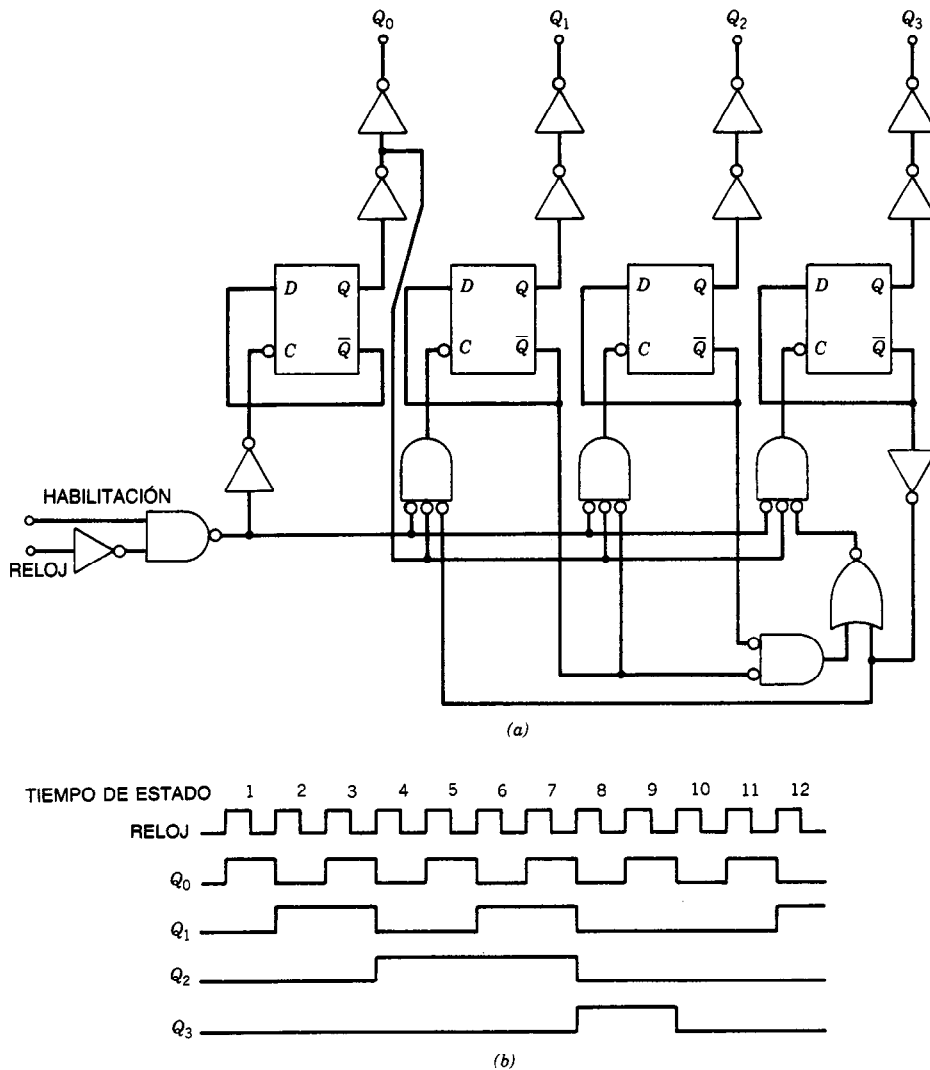 Q0 Q1 Q2 Q3
D Q D Q D Q D Q
C Q̅ C Q̅ C Q̅ C Q̅
HABILITACIÓN
RELOJ
(a)
TIEMPO DE ESTADO 1 2 3 4 5 6 7 8 9 10 11 12
RELOJ
Q0
Q1
Q2
Q3
(b)